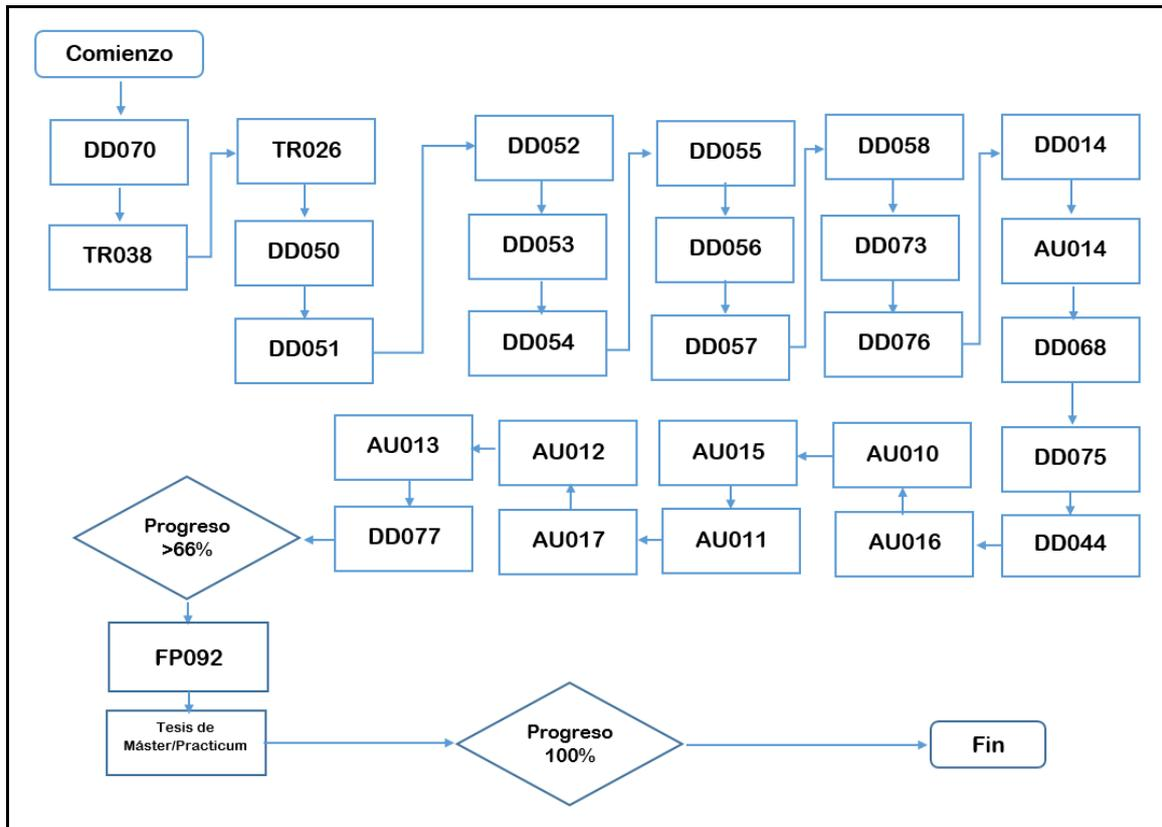 Comienzo
DD070
TR038
TR026
DD050
DD051
DD052
DD053
DD054
DD055
DD056
DD057
DD058
DD073
DD076
DD014
AU014
DD068
DD075
DD044
AU016
AU010
AU015
AU011
AU017
AU012
AU013
DD077
Progreso
>66%
FP092
Tesis de
Máster/Practicum
Progreso
100%
Fin